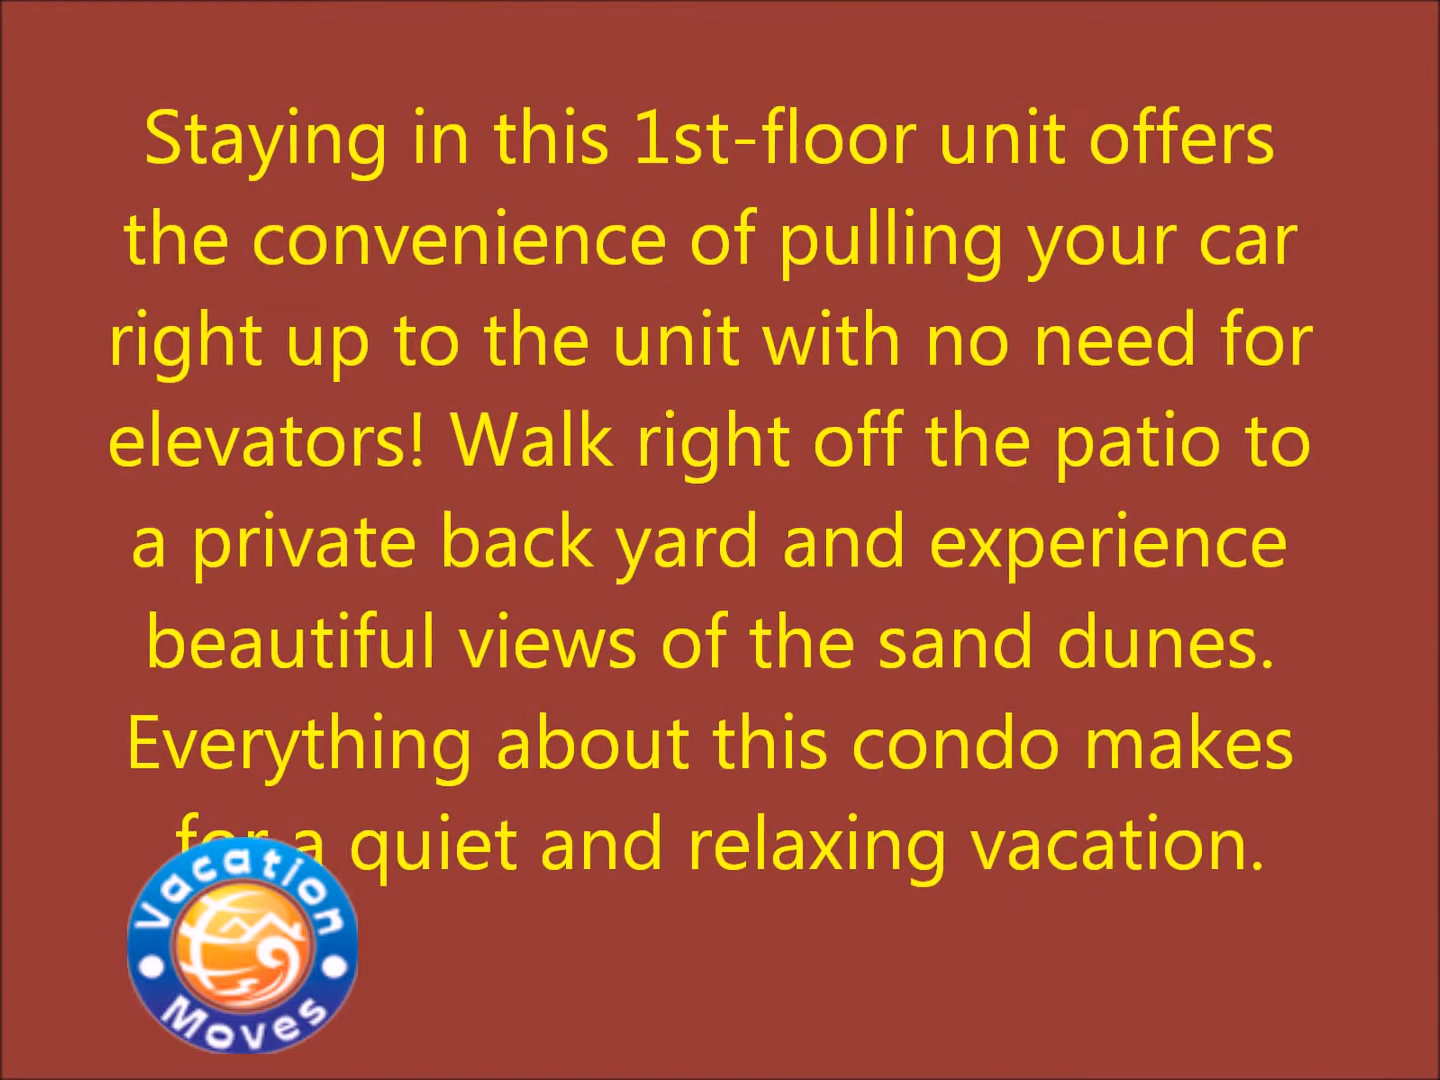 Staying in this 1st-floor unit offers
the convenience of pulling your car
right up to the unit with no need for
elevators! Walk right off the patio to
a private back yard and experience
beautiful views of the sand dunes.
Everything about this condo makes
for a quiet and relaxing vacation.
Vacation
Moves